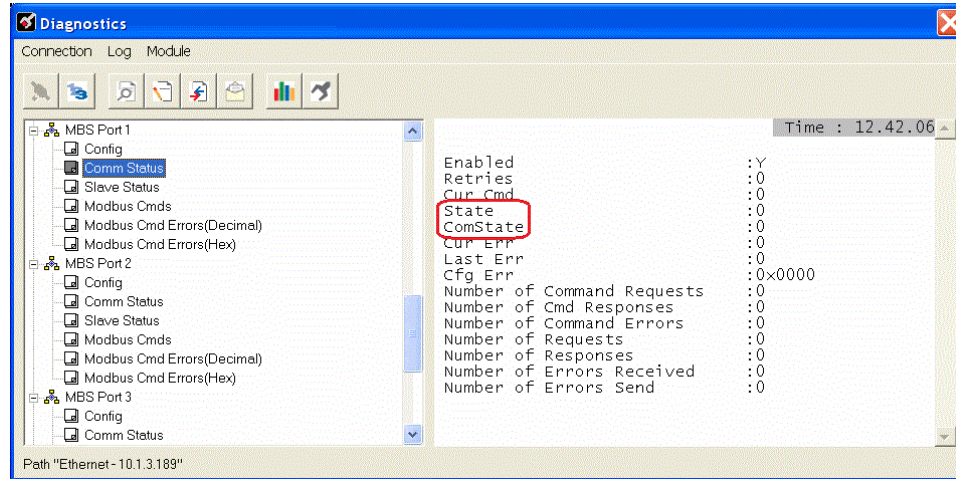 Diagnostics
Connection Log Module
MBS Port 1
Config
Comm Status
Slave Status
Modbus Cmds
Modbus Cmd Errors(Decimal)
Modbus Cmd Errors(Hex)
MBS Port 2
Config
Comm Status
Slave Status
Modbus Cmds
Modbus Cmd Errors(Decimal)
Modbus Cmd Errors(Hex)
MBS Port 3
Config
Comm Status
Time : 12.42.06
Enabled :Y
Retries :0
Cur Cmd :0
State :0
ComState :0
Cur Err :0
Last Err :0
Cfg Err :0x0000
Number of Command Requests :0
Number of Cmd Responses :0
Number of Command Errors :0
Number of Requests :0
Number of Responses :0
Number of Errors Received :0
Number of Errors Send :0
Path "Ethernet - 10.1.3.189"